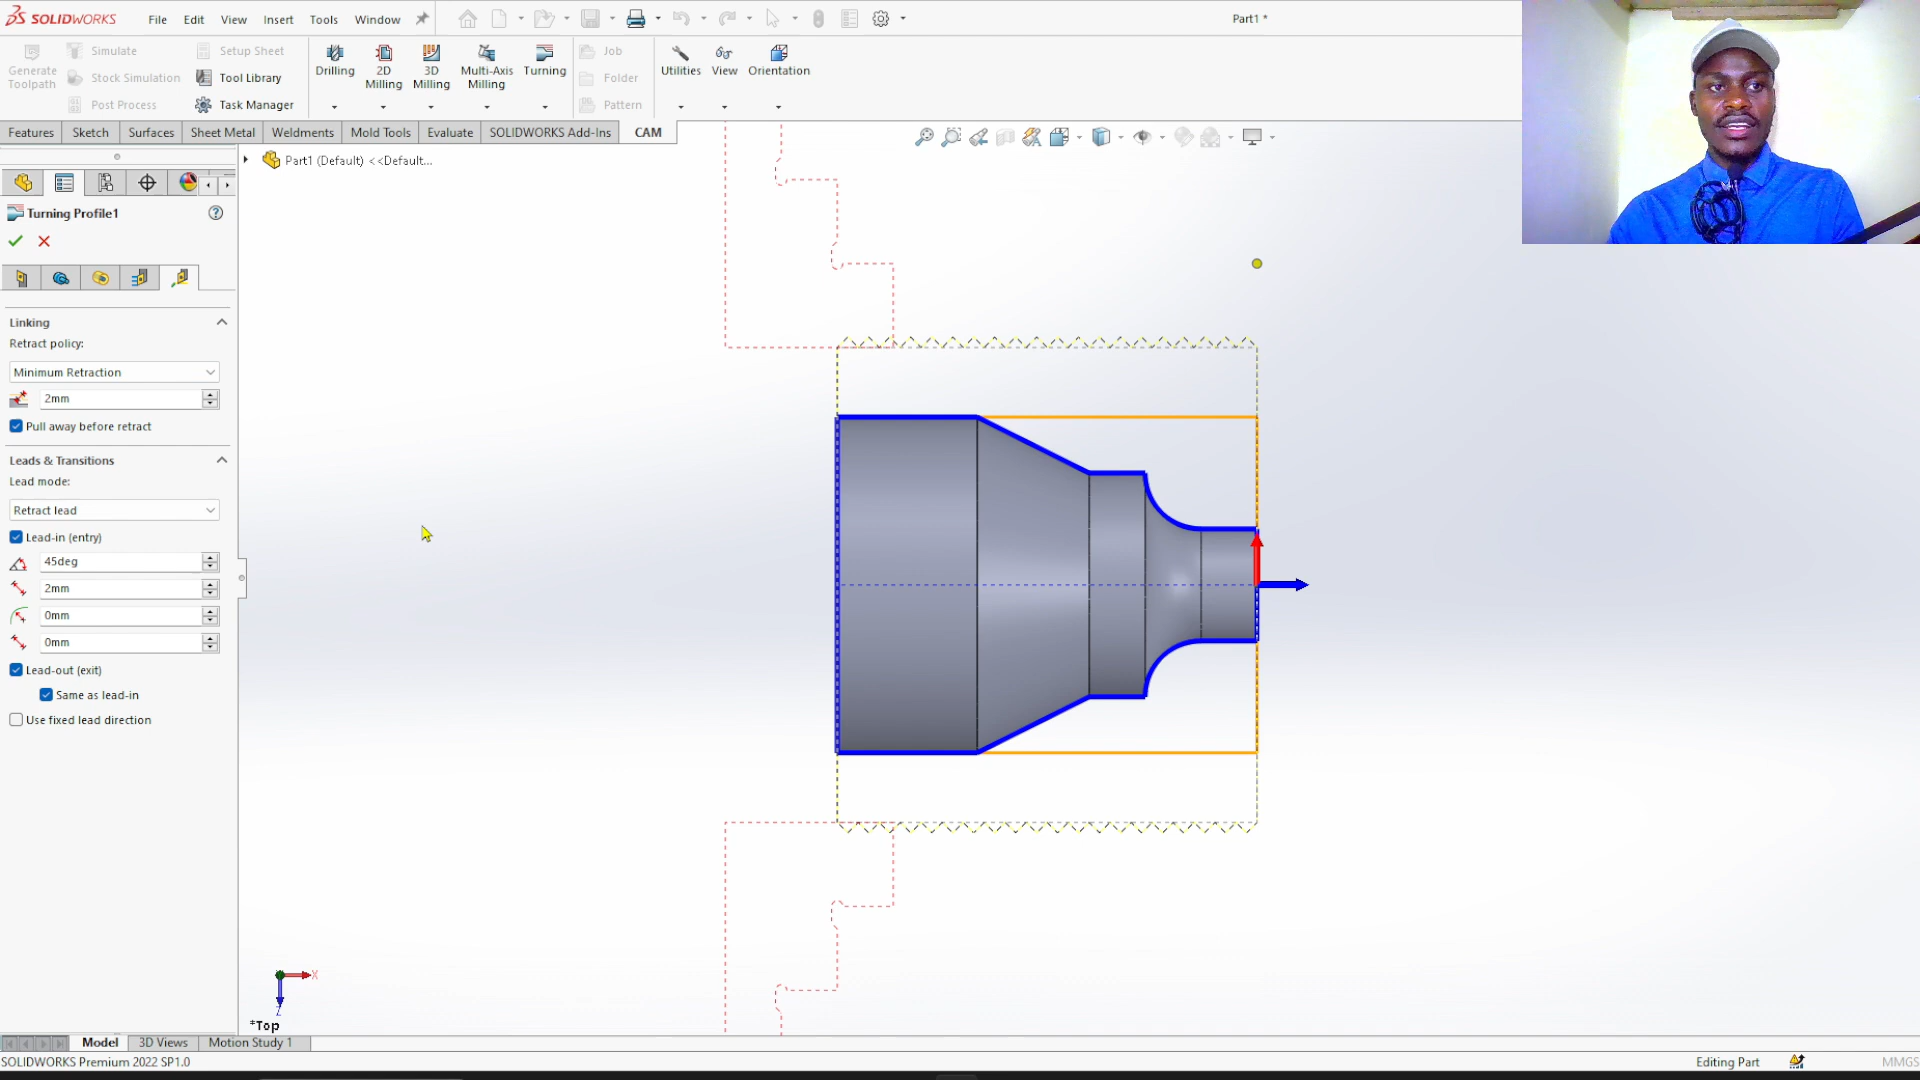 SOLIDWORKS File Edit View Insert Tools Window Part1 *
Generate Toolpath
Simulate
Stock Simulation
Post Process
Setup Sheet
Tool Library
Task Manager
Drilling
2D Milling
3D Milling
Multi-Axis Milling
Turning
Job
Folder
Pattern
Utilities
View
Orientation
Features Sketch Surfaces Sheet Metal Weldments Mold Tools Evaluate SOLIDWORKS Add-Ins CAM
Part1 (Default) <<Default...
Turning Profile1
Linking
Retract policy:
Minimum Retraction
2mm
Pull away before retract
Leads & Transitions
Lead mode:
Retract lead
Lead-in (entry)
45deg
2mm
0mm
0mm
Lead-out (exit)
Same as lead-in
Use fixed lead direction
X
Z
*Top
Model 3D Views Motion Study 1
SOLIDWORKS Premium 2022 SP1.0 Editing Part MMGS